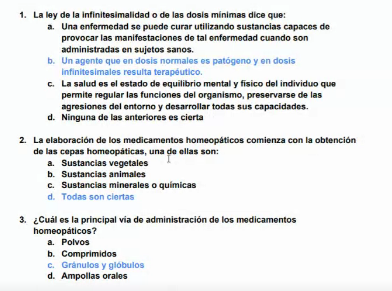 1. La ley de la infinitesimalidad o de las dosis mínimas dice que:
a. Una enfermedad se puede curar utilizando sustancias capaces de
provocar las manifestaciones de tal enfermedad cuando son
administradas en sujetos sanos.
b. Un agente que en dosis normales es patógeno y en dosis
infinitesimales resulta terapéutico.
c. La salud es el estado de equilibrio mental y físico del individuo que
permite regular las funciones del organismo, preservarse de las
agresiones del entorno y desarrollar todas sus capacidades.
d. Ninguna de las anteriores es cierta
2. La elaboración de los medicamentos homeopáticos comienza con la obtención
de las cepas homeopáticas, una de ellas son:
a. Sustancias vegetales
b. Sustancias animales
c. Sustancias minerales o químicas
d. Todas son ciertas
3. ¿Cuál es la principal vía de administración de los medicamentos
homeopáticos?
a. Polvos
b. Comprimidos
c. Gránulos y glóbulos
d. Ampollas orales